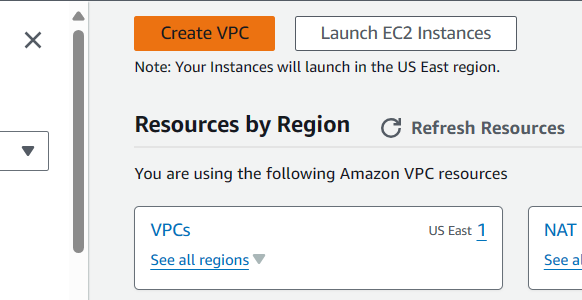 Create VPC Launch EC2 Instances
Note: Your Instances will launch in the US East region.
Resources by Region Refresh Resources
You are using the following Amazon VPC resources
VPCs US East 1 NAT
See all regions See